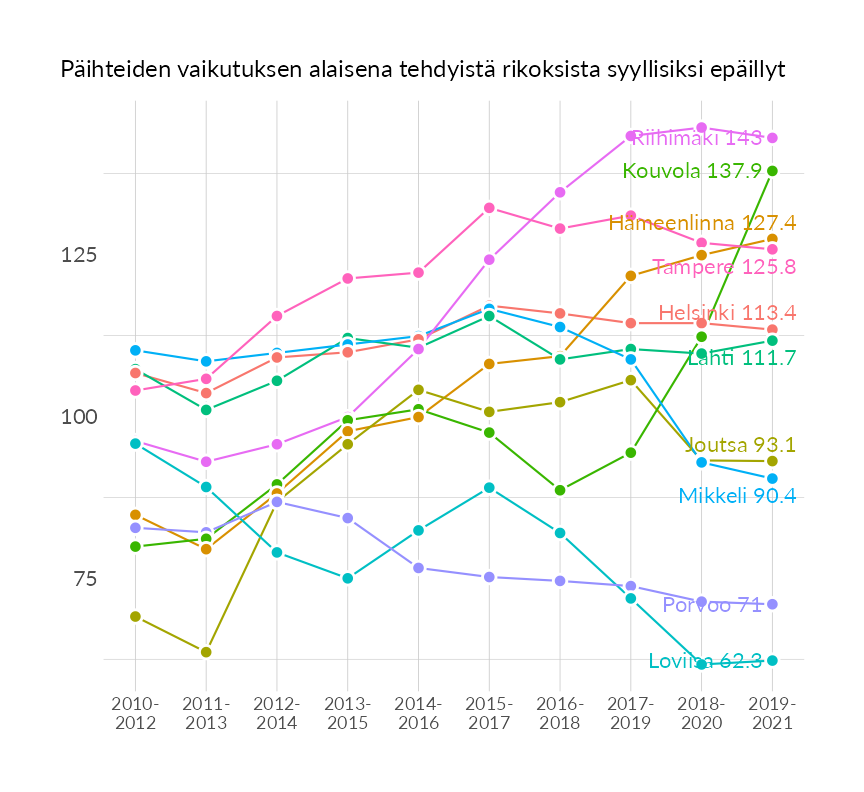 Päihteiden vaikutuksen alaisena tehdyistä rikoksista syyllisiksi epäillyt
Riihimäki 143
Kouvola 137.9
Hämeenlinna 127.4
125
Tampere 125.8
Helsinki 113.4
Lahti 111.7
100
Joutsa 93.1
Mikkeli 90.4
75
Porvoo 71
Loviisa 62.3
2010- 2011- 2012- 2013- 2014- 2015- 2016- 2017- 2018- 2019-
2012 2013 2014 2015 2016 2017 2018 2019 2020 2021